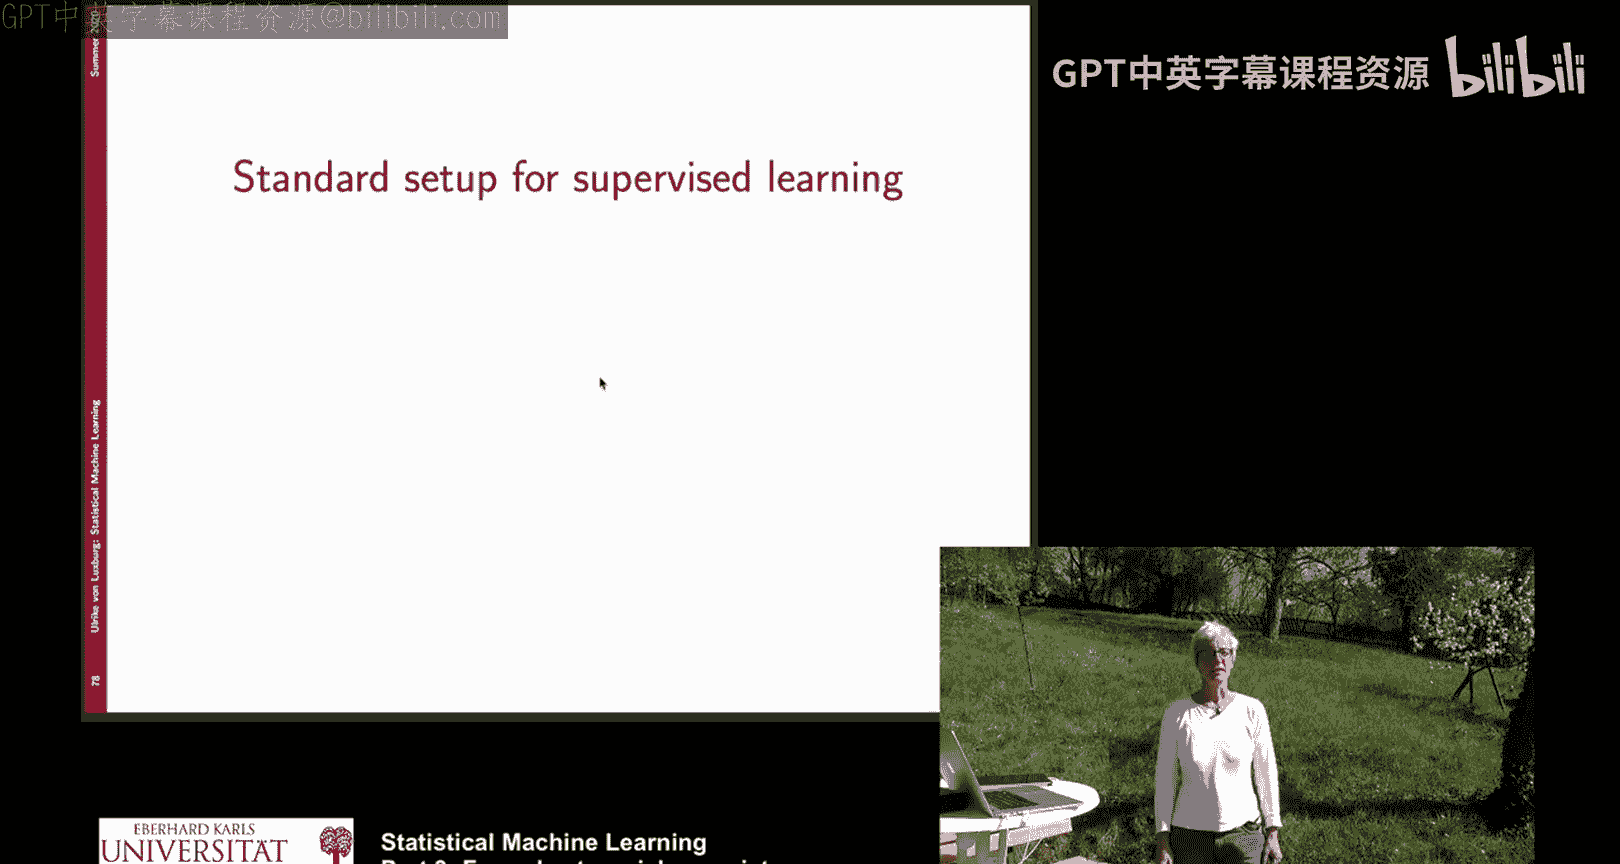 GPT中英字幕课程资源@bilibili.com
GPT中英字幕课程资源 bilibili
Summer 2020
Standard setup for supervised learning
Ulrike von Luxburg: Statistical Machine Learning
78
EBERHARD KARLS
UNIVERSITÄT
Statistical Machine Learning